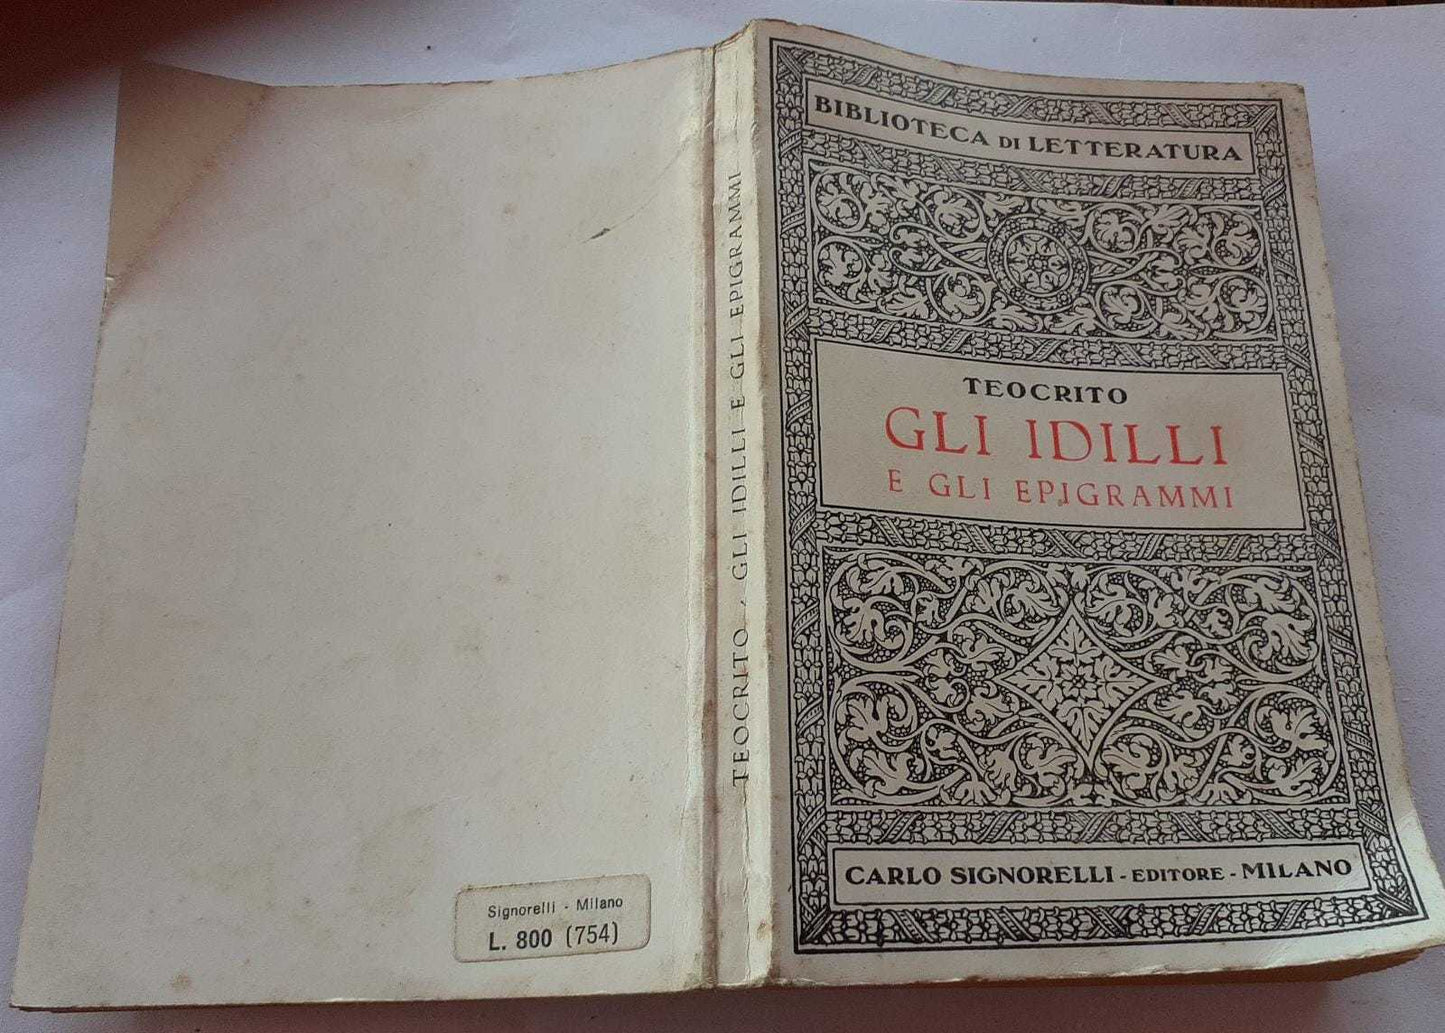 BIBLIOTECA DI LETTERATURA
TEOCRITO
GLI IDILLI
E GLI EPIGRAMMI
CARLO SIGNORELLI - EDITORE - MILANO
TEOCRITO - GLI IDILLI E GLI EPIGRAMMI
Signorelli - Milano
L. 800 (754)